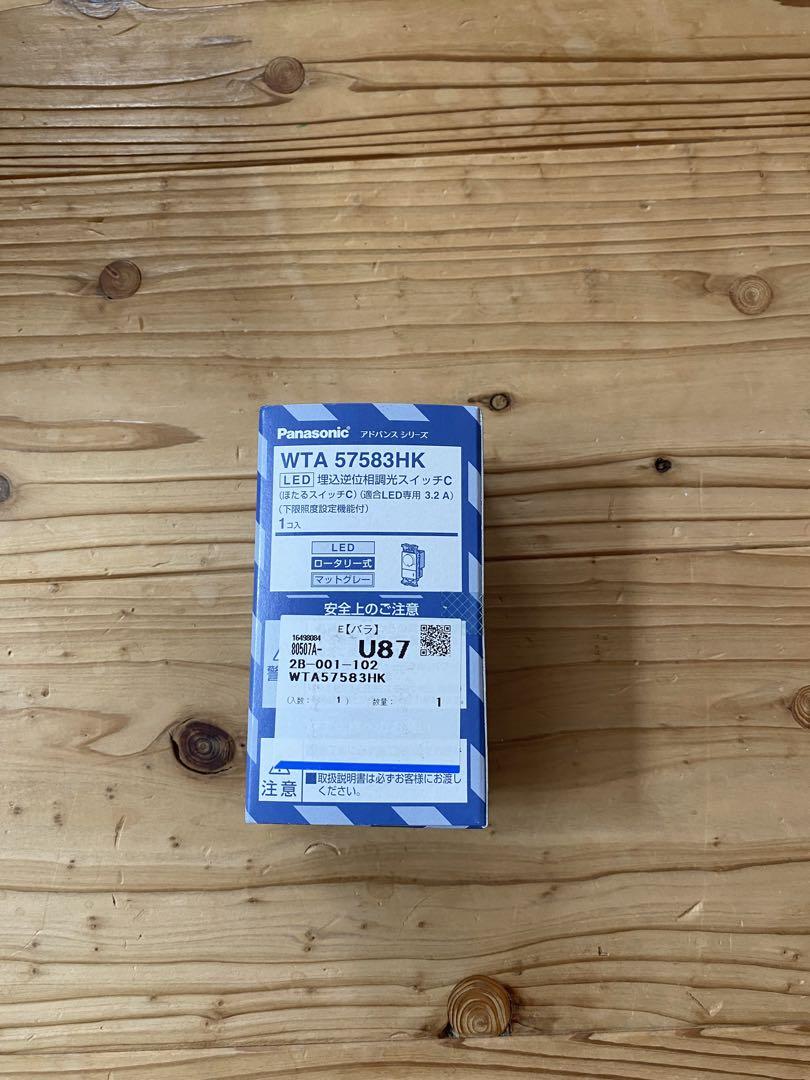 Panasonic アドバンス シリーズ
WTA 57583HK
LED 埋込逆位相調光スイッチC
(ほたるスイッチC)(適合LED専用 3.2 A)
(下限照度設定機能付)
1コ入
LED
ロータリー式
マットグレー
安全上のご注意
警
E【バラ】
16498084
80507A- U87
2B-001-102
WTA57583HK
(入数: 1 ) 数量: 1
注意
■取扱説明書は必ずお客様にお渡し
ください。